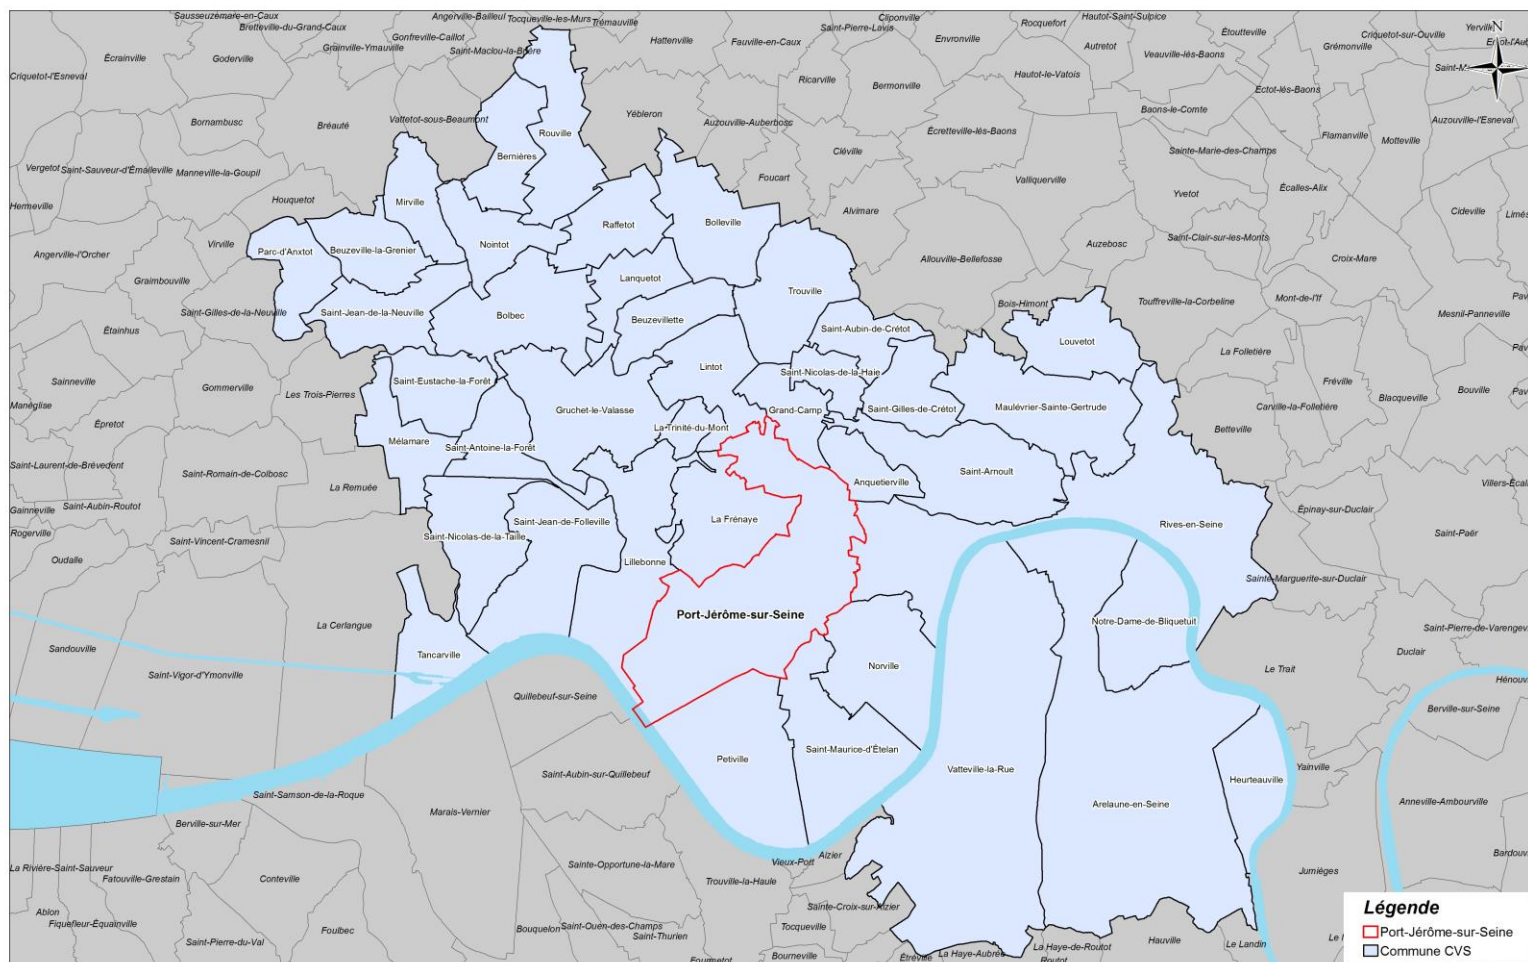 Sausseuzemare-en-Caux
Bretteville-du-Grand-Caux
Angerville-Bailleul
Tocqueville-les-Murs
Trémauville
Gonfreville-Caillot
Grainville-Ymauville
Saint-Maclou-la-Brière
Hattenville
Fauville-en-Caux
Saint-Pierre-Lavis
Cliponville
Envronville
Rocquefort
Hautot-Saint-Sulpice
Autretot
Veauville-lès-Baons
Étoutteville
Grémonville
Criquetot-sur-Ouville
Yerville
N
Écrainville
Goderville
Criquetot-l'Esneval
Ricarville
Bermonville
Hautot-le-Vatois
Ectot-lès-Baons
Baons-le-Comte
Bornambusc
Bréauté
Vattetot-sous-Beaumont
Yébleron
Auzouville-Auberbosc
Écretteville-lès-Baons
Flamanville
Motteville
Auzouville-l'Esneval
Rouville
Bernières
Cléville
Sainte-Marie-des-Champs
Vergetot
Saint-Sauveur-d'Émalleville
Manneville-la-Goupil
Foucart
Valliquerville
Yvetot
Écalles-Alix
Houquetot
Hermeville
Mirville
Alvimare
Cideville
Limés
Raffetot
Bolleville
Virville
Nointot
Angerville-l'Orcher
Parc-d'Anxtot
Beuzeville-la-Grenier
Auzebosc
Saint-Clair-sur-les-Monts
Allouville-Bellefosse
Croix-Mare
Graimbouville
Lanquetot
Trouville
Saint-Gilles-de-la-Neuville
Saint-Jean-de-la-Neuville
Bolbec
Beuzevillette
Bois-Himont
Touffreville-la-Corbeline
Mont-de-l'If
Mesnil-Panneville
Étainhus
Saint-Aubin-de-Crétot
Louvetot
La Folletière
Lintot
Saint-Nicolas-de-la-Haie
Sainneville
Gommerville
Les Trois-Pierres
Saint-Eustache-la-Forêt
Fréville
Bouville
Manéglise
Gruchet-le-Valasse
Grand-Camp
Saint-Gilles-de-Crétot
Maulévrier-Sainte-Gertrude
Carville-la-Folletière
Blacqueville
Épretot
La-Trinité-du-Mont
Betteville
Mélamare
Saint-Antoine-la-Forêt
Saint-Laurent-de-Brévedent
Saint-Romain-de-Colbosc
Saint-Arnoult
La Remuée
Anquetierville
Villers-Écal
Gainneville
Saint-Aubin-Routot
La Frénaye
Saint-Jean-de-Folleville
Rives-en-Seine
Épinay-sur-Duclair
Rogerville
Saint-Vincent-Cramesnil
Saint-Nicolas-de-la-Taille
Saint-Paër
Oudalle
Lillebonne
Sainte-Marguerite-sur-Duclair
Port-Jérôme-sur-Seine
La Cerlangue
Notre-Dame-de-Bliquetuit
Saint-Pierre-de-Varengev
Sandouville
Tancarville
Norville
Le Trait
Duclair
Saint-Vigor-d'Ymonville
Quillebeuf-sur-Seine
Hénouv
Berville-sur-Seine
Petiville
Saint-Maurice-d'Ételan
Vatteville-la-Rue
Saint-Aubin-sur-Quillebeuf
Heurteauville
Yainville
Saint-Samson-de-la-Roque
Arelaune-en-Seine
Anneville-Ambourville
Marais-Vernier
Berville-sur-Mer
Vieux-Port
Aizier
Bardouv
La Rivière-Saint-Sauveur
Sainte-Opportune-la-Mare
Jumièges
Fatouville-Grestain
Conteville
Trouville-la-Haule
Sainte-Croix-sur-Aizier
Ablon
Fiquefleur-Équainville
Foulbec
Bouquelon
Saint-Ouen-des-Champs
Tocqueville
Saint-Thurien
Saint-Pierre-du-Val
Hauville
Le Landin
La Haye-de-Routot
Bourneville
Étréville
La Haye-Aubrée
Routot
Fourmetot
Légende
Port-Jérôme-sur-Seine
Commune CVS